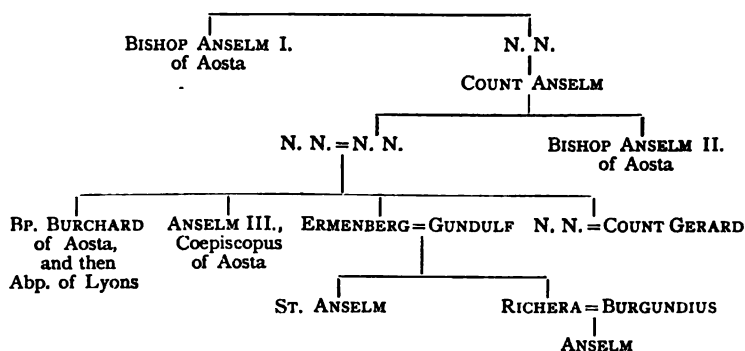 BISHOP ANSELM I.
of Aosta
N. N.
COUNT ANSELM
N. N. = N. N.
BISHOP ANSELM II.
of Aosta
BP. BURCHARD
of Aosta,
and then
Abp. of Lyons
ANSELM III.,
Coepiscopus
of Aosta
ERMENBERG = GUNDULF
N. N. = COUNT GERARD
ST. ANSELM
RICHERA = BURGUNDIUS
ANSELM